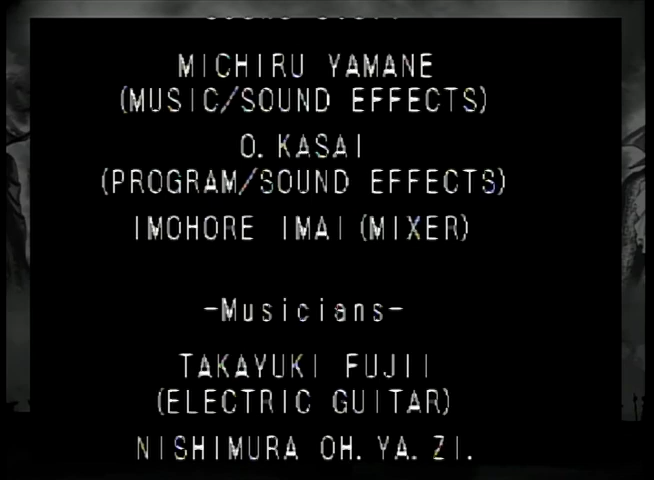 MICHIRU YAMANE
(MUSIC/SOUND EFFECTS)
O. KASAI
(PROGRAM/SOUND EFFECTS)
IMOHORE IMAI (MIXER)
-Musicians-
TAKAYUKI FUJII
(ELECTRIC GUITAR)
NISHIMURA OH. YA. ZI.